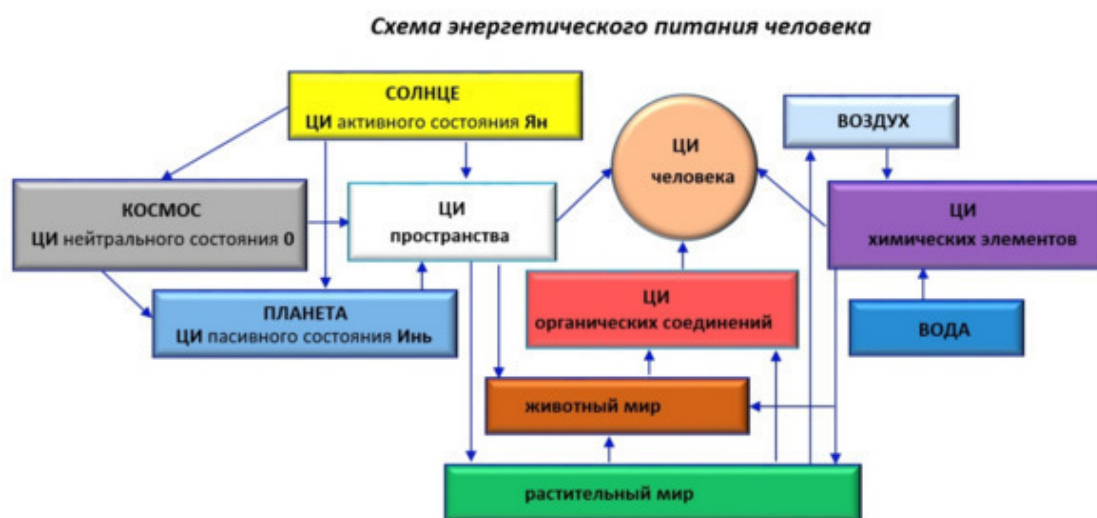 Схема энергетического питания человека
СОЛНЦЕ
ЦИ активного состояния Ян
ЦИ
человека
ВОЗДУХ
КОСМОС
ЦИ нейтрального состояния 0
ЦИ
пространства
ЦИ
химических элементов
ПЛАНЕТА
ЦИ пасивного состояния Инь
ЦИ
органических соединений
ВОДА
животный мир
растительный мир